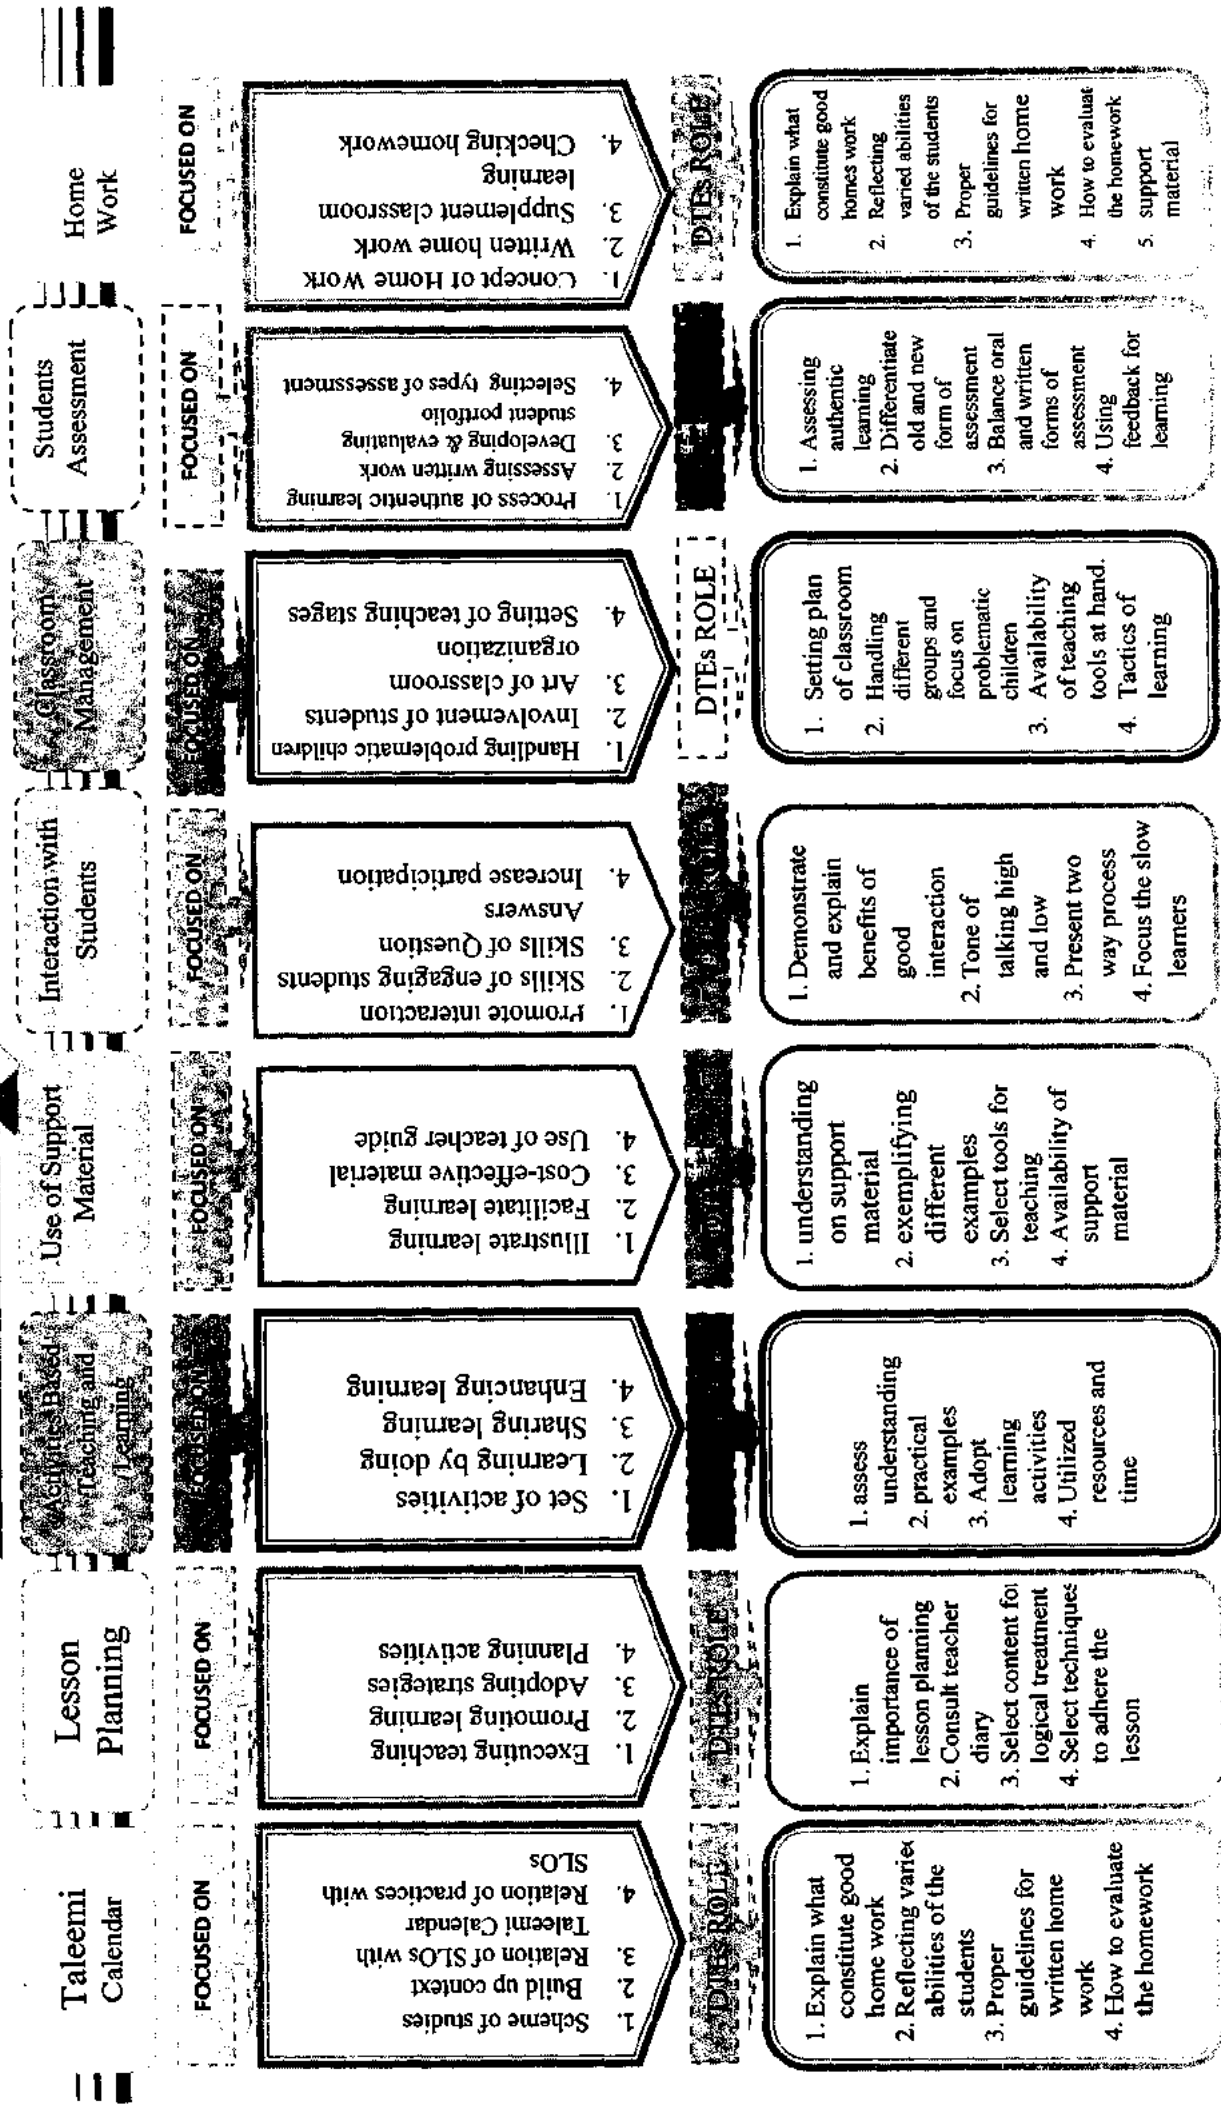 Taleemi
Calendar
Lesson
Planning
Activities Based
Teaching and
Learning
Use of Support
Material
Interaction with
Students
Classroom
Management
Students
Assessment
Home
Work
FOCUSED ON
FOCUSED ON
FOCUSED ON
FOCUSED ON
FOCUSED ON
FOCUSED ON
FOCUSED ON
FOCUSED ON
1. Scheme of studies
2. Build up context
3. Relation of SLOs with
Taleemi Calendar
4. Relation of practices with
SLOs
1. Executing teaching
2. Promoting learning
3. Adopting strategies
4. Planning activities
1. Set of activities
2. Learning by doing
3. Sharing learning
4. Enhancing learning
1. Illustrate learning
2. Facilitate learning
3. Cost-effective material
4. Use of teacher guide
1. Promote interaction
2. Skills of engaging students
3. Skills of Question
Answers
4. Increase participation
1. Handling problematic children
2. Involvement of students
3. Art of classroom
organization
4. Setting of teaching stages
1. Process of authentic learning
2. Assessing written work
3. Developing & evaluating
student portfolio
4. Selecting types of assessment
1. Concept of Home Work
2. Written home work
3. Supplement classroom
learning
4. Checking homework
DTEs ROLE
DTEs ROLE
DTEs ROLE
DTEs ROLE
1. Explain what
constitute good
home work
2. Reflecting varied
abilities of the
students
3. Proper
guidelines for
written home
work
4. How to evaluate
the homework
1. Explain
importance of
lesson planning
2. Consult teacher
diary
3. Select content for
logical treatment
4. Select techniques
to adhere the
lesson
1. assess
understanding
2. practical
examples
3. Adopt
learning
activities
4. Utilized
resources and
time
1. understanding
on support
material
2. exemplifying
different
examples
3. Select tools for
teaching
4. Availability of
support
material
1. Demonstrate
and explain
benefits of
good
interaction
2. Tone of
talking high
and low
3. Present two
way process
4. Focus the slow
learners
1. Setting plan
of classroom
2. Handling
different
groups and
focus on
problematic
children
3. Availability
of teaching
tools at hand.
4. Tactics of
learning
1. Assessing
authentic
learning
2. Differentiate
old and new
form of
assessment
3. Balance oral
and written
forms of
assessment
4. Using
feedback for
learning
1. Explain what
constitute good
homes work
2. Reflecting
varied abilities
of the students
3. Proper
guidelines for
written home
work
4. How to evaluat
the homework
5. support
material